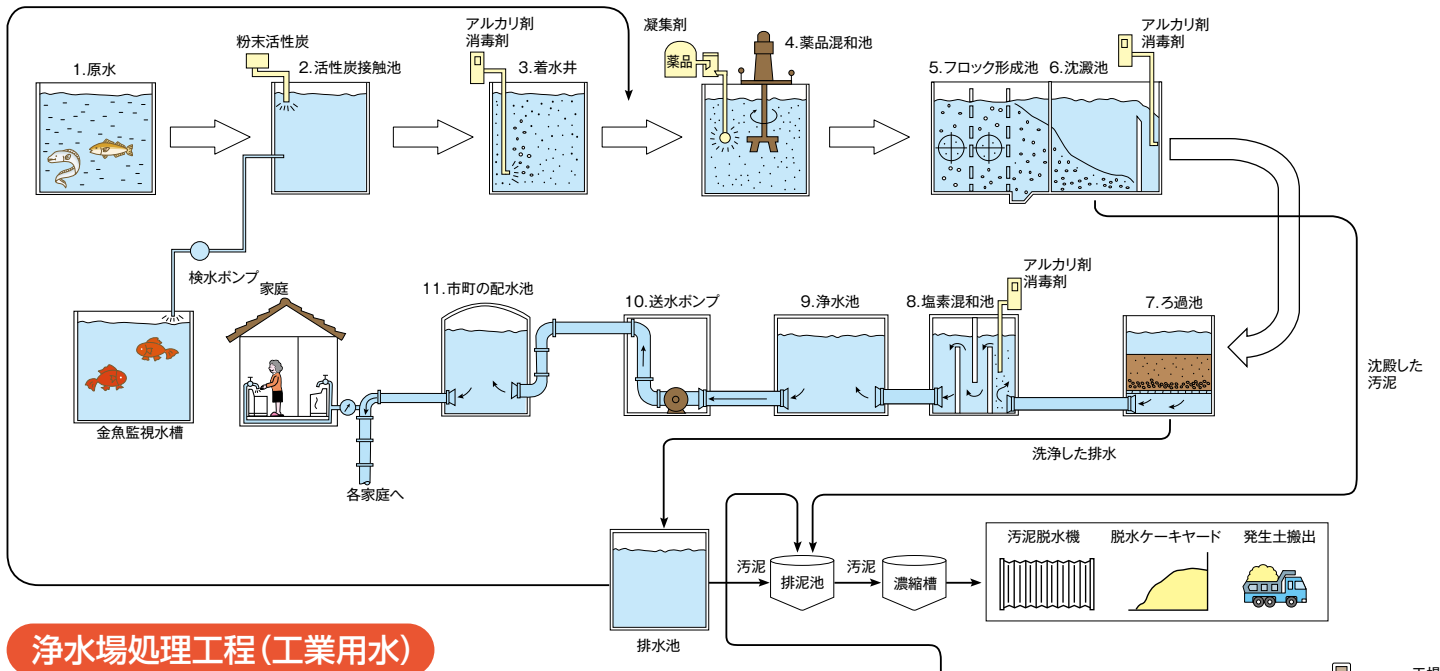 粉末活性炭
アルカリ剤
消毒剤
凝集剤
薬品
アルカリ剤
消毒剤
1.原水
2.活性炭接触池
3.着水井
4.薬品混和池
5.フロック形成池
6.沈澱池
検水ポンプ
金魚監視水槽
家庭
各家庭へ
11.市町の配水池
10.送水ポンプ
9.浄水池
8.塩素混和池
アルカリ剤
消毒剤
7.ろ過池
沈殿した
汚泥
洗浄した排水
排水池
汚泥
排泥池
汚泥
濃縮槽
汚泥脱水機
脱水ケーキヤード
発生土搬出
浄水場処理工程(工業用水)